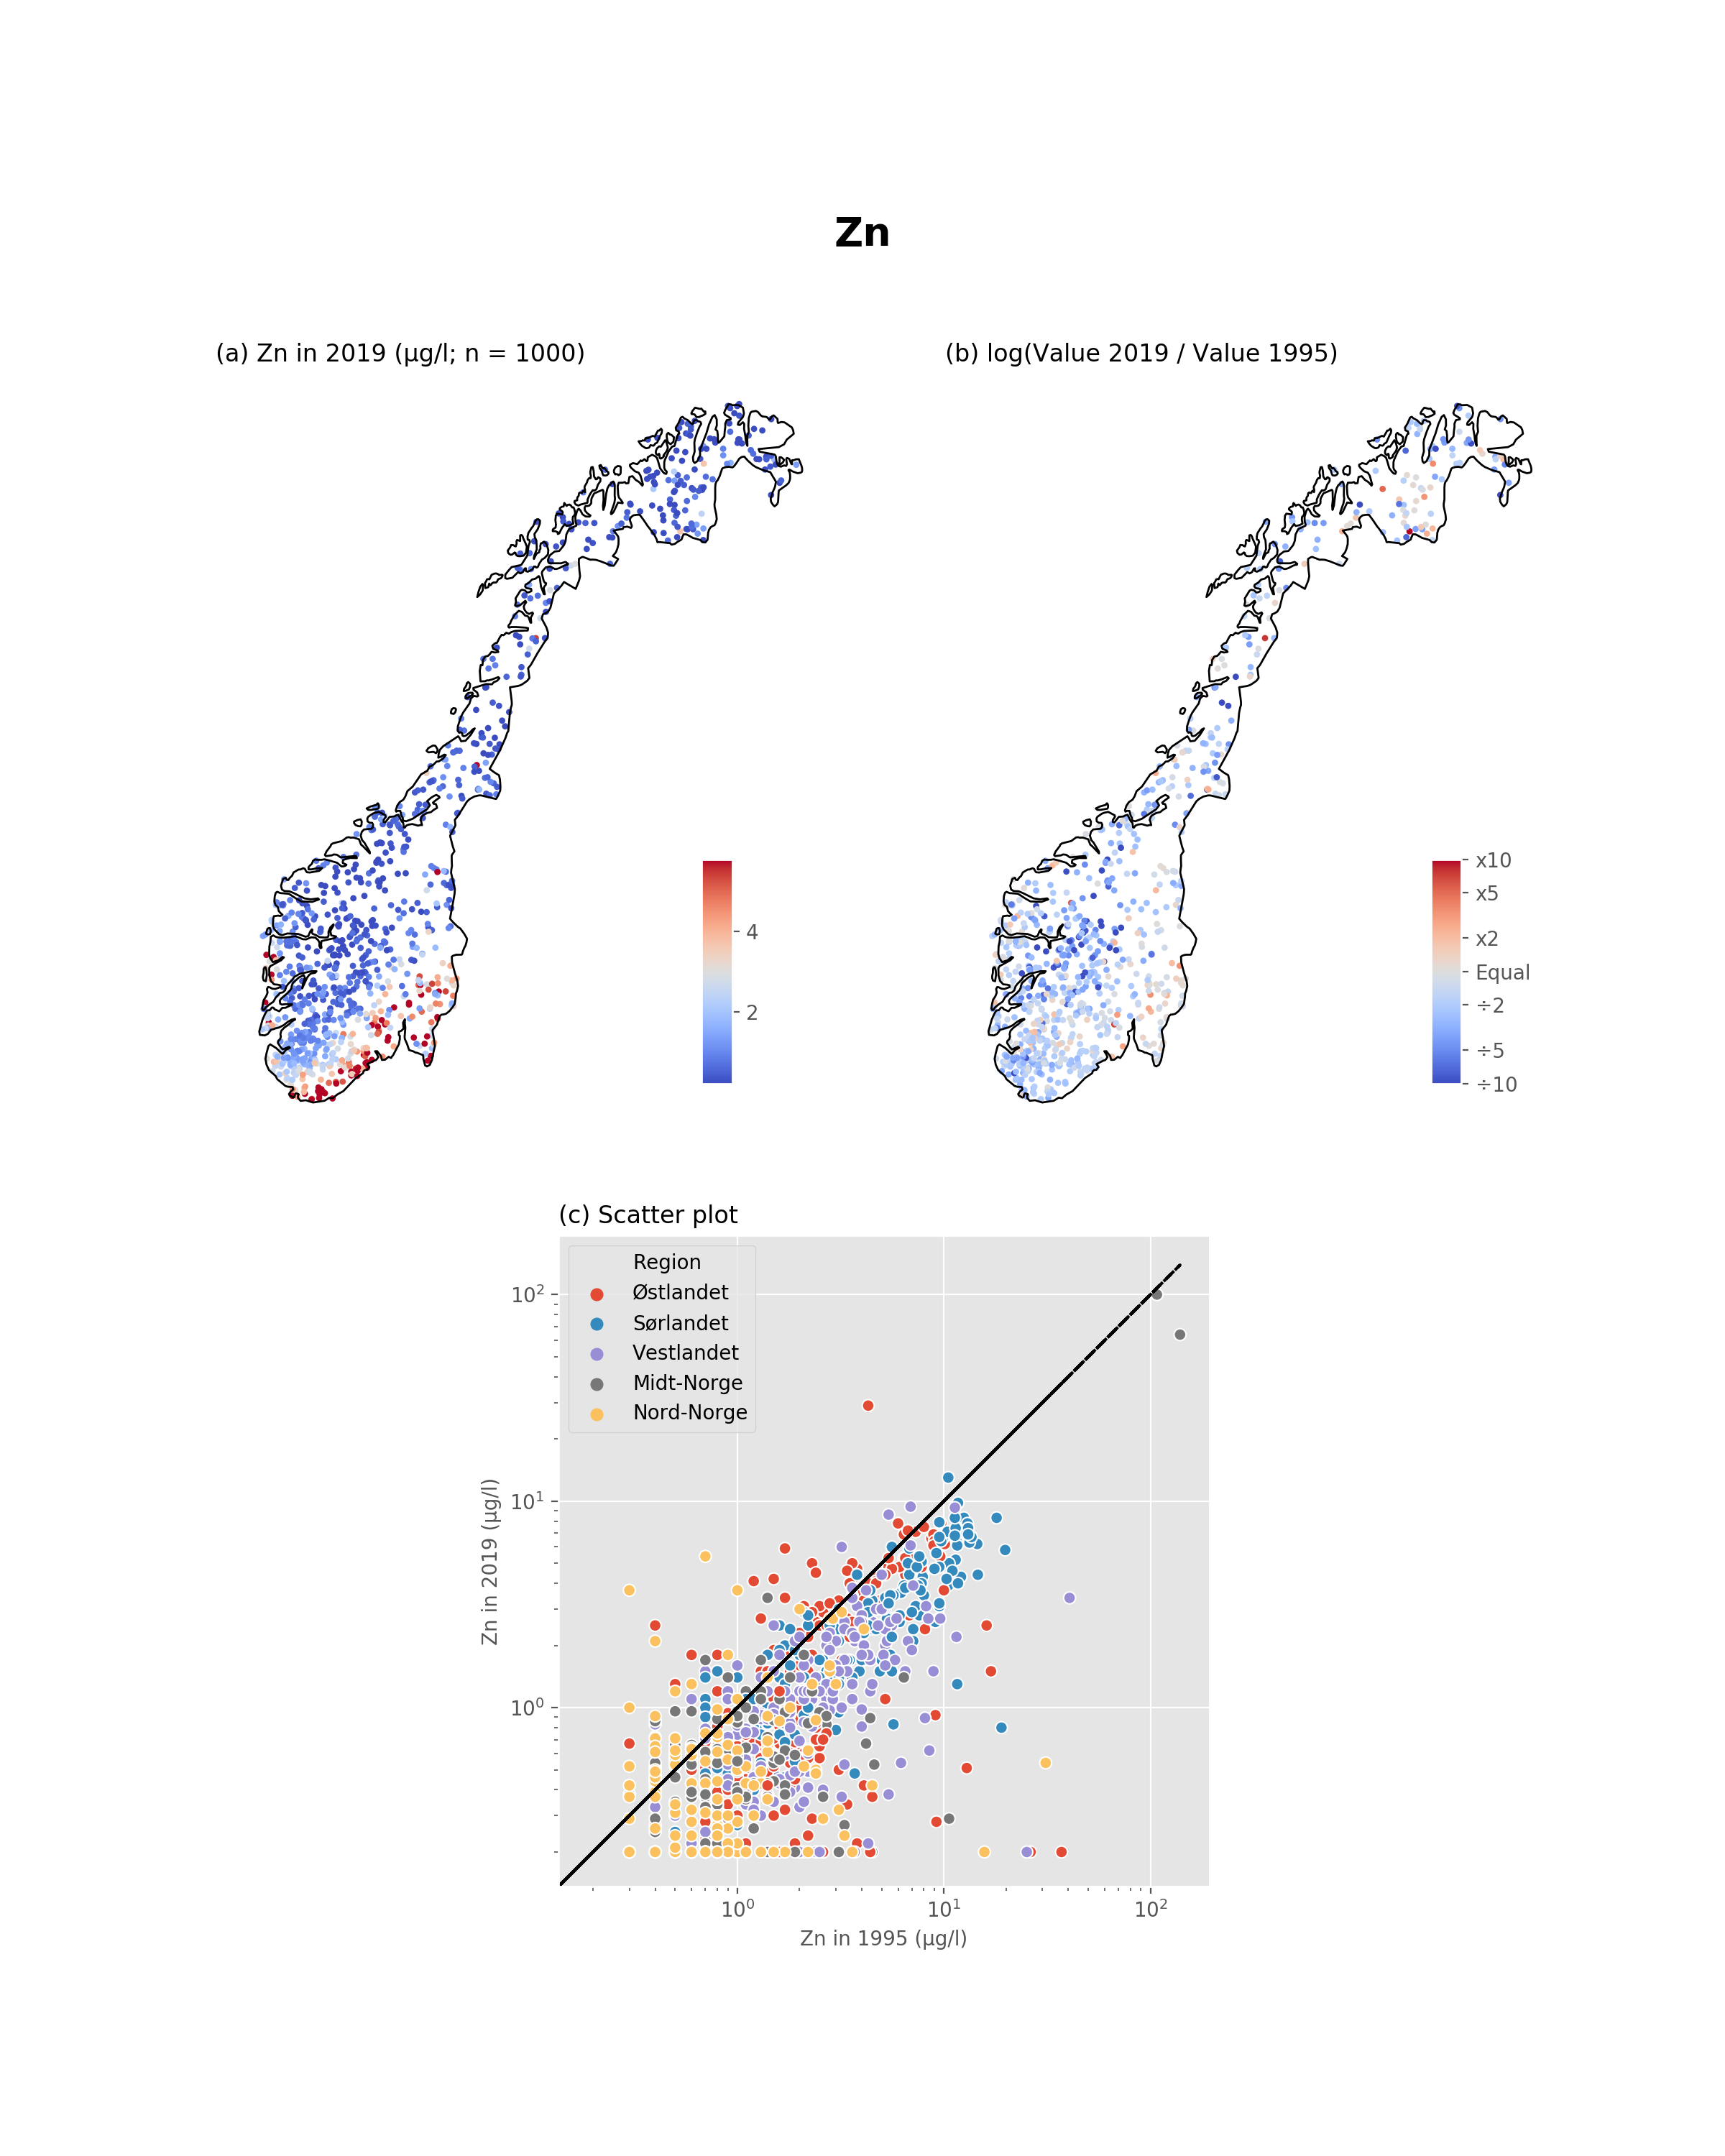 Zn
(a) Zn in 2019 (µg/l; n = 1000)
(b) log(Value 2019 / Value 1995)
4
2
x10
x5
x2
Equal
÷2
÷5
÷10
(c) Scatter plot
Region
Østlandet
Sørlandet
Vestlandet
Midt-Norge
Nord-Norge
10²
10¹
10⁰
Zn in 2019 (µg/l)
10⁰ 10¹ 10²
Zn in 1995 (µg/l)